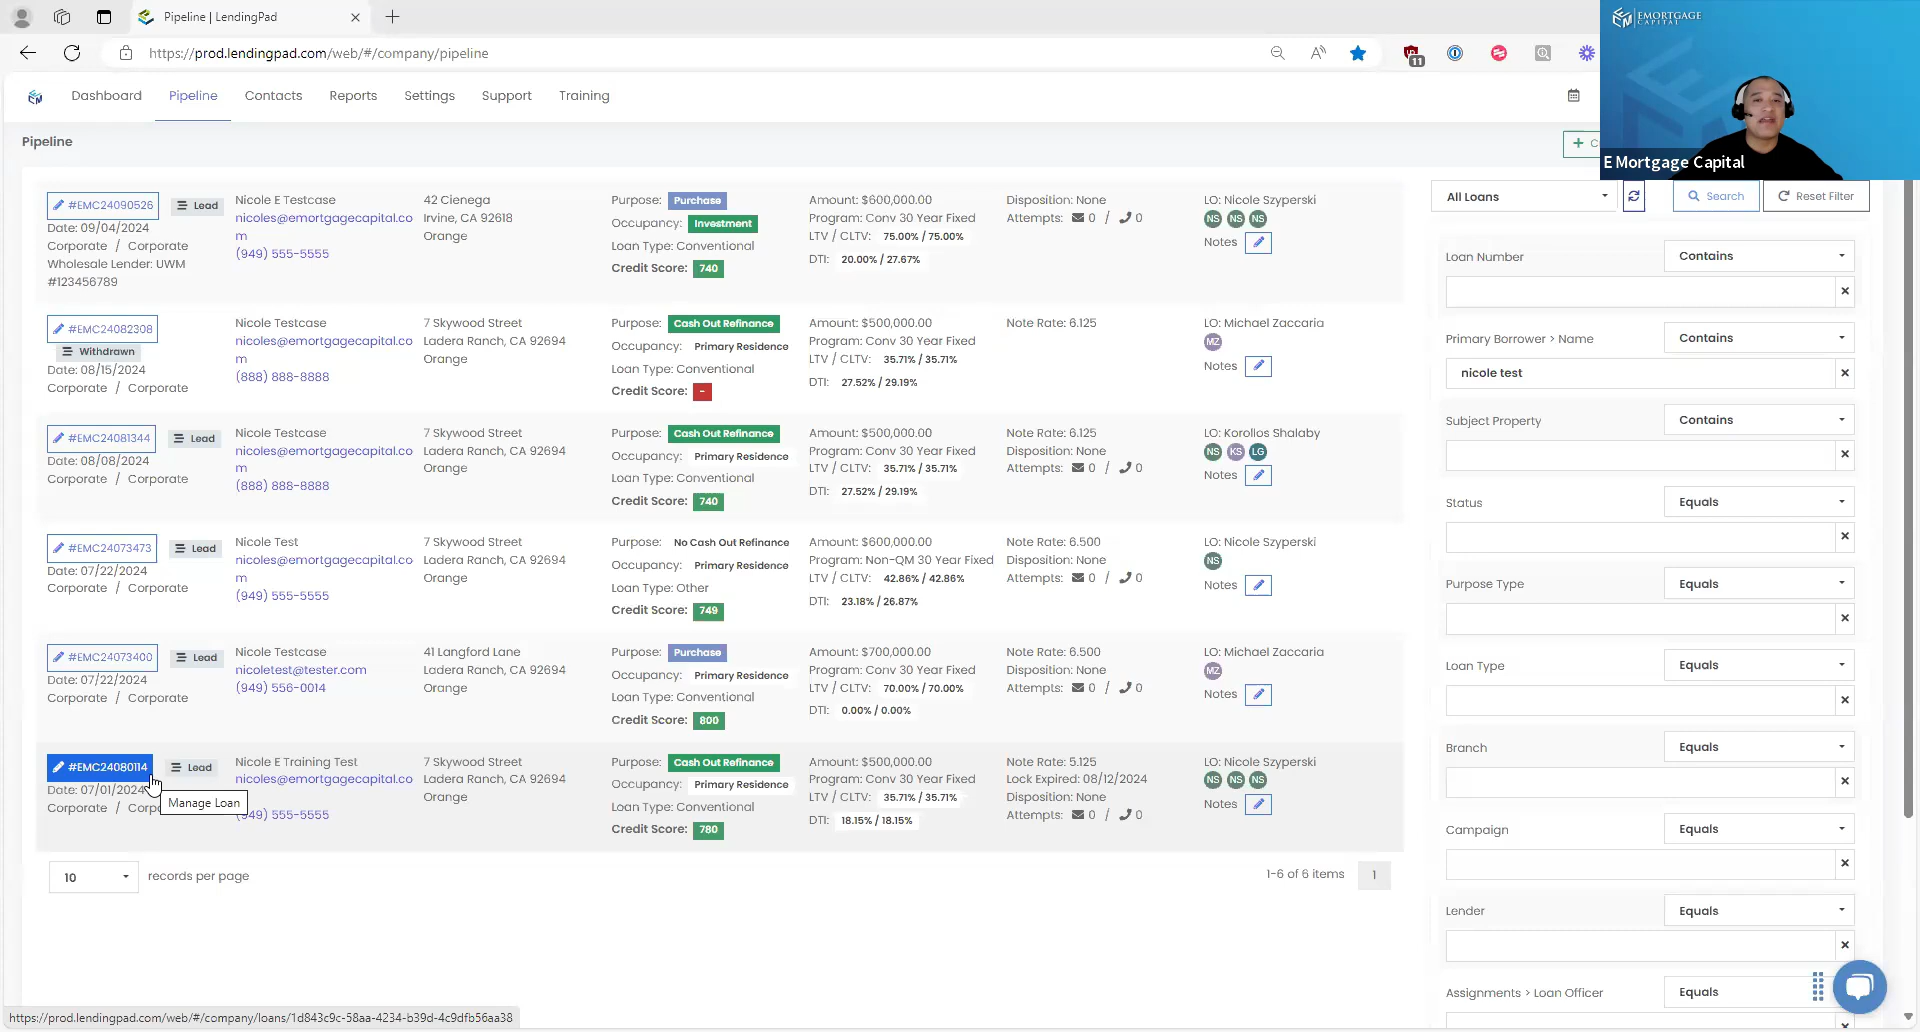 Pipeline | LendingPad
https://prod.lendingpad.com/web/#/company/pipeline
11
EMORTGAGE
CAPITAL
E Mortgage Capital
Dashboard
Pipeline
Contacts
Reports
Settings
Support
Training
Pipeline
#EMC24090526
Lead
Date: 09/04/2024
Corporate / Corporate
Wholesale Lender: UWM
#123456789
Nicole E Testcase
nicoles@emortgagecapital.co
m
(949) 555-5555
42 Cienega
Irvine, CA 92618
Orange
Purpose: Purchase
Occupancy: Investment
Loan Type: Conventional
Credit Score: 740
Amount: $600,000.00
Program: Conv 30 Year Fixed
LTV / CLTV: 75.00% / 75.00%
DTI: 20.00% / 27.67%
Disposition: None
Attempts: 0 / 0
LO: Nicole Szyperski
NS NS NS
Notes
#EMC24082308
Withdrawn
Date: 08/15/2024
Corporate / Corporate
Nicole Testcase
nicoles@emortgagecapital.co
m
(888) 888-8888
7 Skywood Street
Ladera Ranch, CA 92694
Orange
Purpose: Cash Out Refinance
Occupancy: Primary Residence
Loan Type: Conventional
Credit Score: -
Amount: $500,000.00
Program: Conv 30 Year Fixed
LTV / CLTV: 35.71% / 35.71%
DTI: 27.52% / 29.19%
Note Rate: 6.125
LO: Michael Zaccaria
MZ
Notes
#EMC24081344
Lead
Date: 08/08/2024
Corporate / Corporate
Nicole Testcase
nicoles@emortgagecapital.co
m
(888) 888-8888
7 Skywood Street
Ladera Ranch, CA 92694
Orange
Purpose: Cash Out Refinance
Occupancy: Primary Residence
Loan Type: Conventional
Credit Score: 740
Amount: $500,000.00
Program: Conv 30 Year Fixed
LTV / CLTV: 35.71% / 35.71%
DTI: 27.52% / 29.19%
Note Rate: 6.125
Disposition: None
Attempts: 0 / 0
LO: Korollos Shalaby
NS KS LG
Notes
#EMC24073473
Lead
Date: 07/22/2024
Corporate / Corporate
Nicole Test
nicoles@emortgagecapital.co
m
(949) 555-5555
7 Skywood Street
Ladera Ranch, CA 92694
Orange
Purpose: No Cash Out Refinance
Occupancy: Primary Residence
Loan Type: Other
Credit Score: 749
Amount: $600,000.00
Program: Non-QM 30 Year Fixed
LTV / CLTV: 42.86% / 42.86%
DTI: 23.18% / 26.87%
Note Rate: 6.500
Disposition: None
Attempts: 0 / 0
LO: Nicole Szyperski
NS
Notes
#EMC24073400
Lead
Date: 07/22/2024
Corporate / Corporate
Nicole Testcase
nicoletest@tester.com
(949) 556-0014
41 Langford Lane
Ladera Ranch, CA 92694
Orange
Purpose: Purchase
Occupancy: Primary Residence
Loan Type: Conventional
Credit Score: 800
Amount: $700,000.00
Program: Conv 30 Year Fixed
LTV / CLTV: 70.00% / 70.00%
DTI: 0.00% / 0.00%
Note Rate: 6.500
Disposition: None
Attempts: 0 / 0
LO: Michael Zaccaria
MZ
Notes
#EMC24080114
Lead
Date: 07/01/2024
Corporate / Corpo
Manage Loan
Nicole E Training Test
nicoles@emortgagecapital.co
949) 555-5555
7 Skywood Street
Ladera Ranch, CA 92694
Orange
Purpose: Cash Out Refinance
Occupancy: Primary Residence
Loan Type: Conventional
Credit Score: 780
Amount: $500,000.00
Program: Conv 30 Year Fixed
LTV / CLTV: 35.71% / 35.71%
DTI: 18.15% / 18.15%
Note Rate: 5.125
Lock Expired: 08/12/2024
Disposition: None
Attempts: 0 / 0
LO: Nicole Szyperski
NS NS NS
Notes
10 records per page
1-6 of 6 items
1
All Loans
Search
Reset Filter
Loan Number
Contains
Primary Borrower > Name
Contains
nicole test
Subject Property
Contains
Status
Equals
Purpose Type
Equals
Loan Type
Equals
Branch
Equals
Campaign
Equals
Lender
Equals
Assignments > Loan Officer
Equals
https://prod.lendingpad.com/web/#/company/loans/1d843c9c-58aa-4234-b39d-4c9dfb56aa38